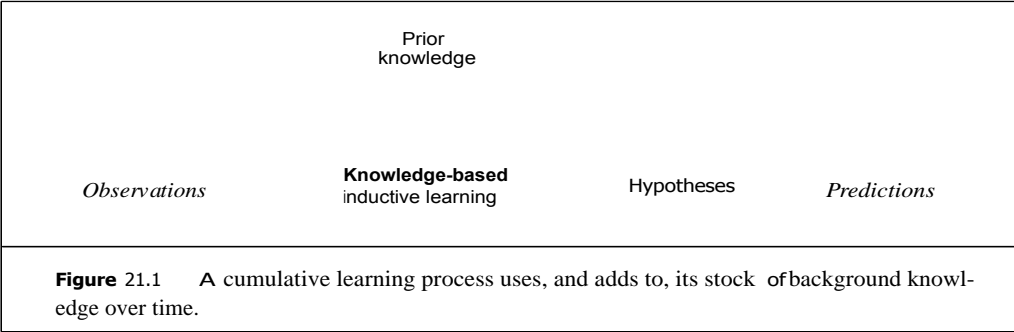 Prior
knowledge
Observations
Knowledge-based
inductive learning
Hypotheses
Predictions
Figure 21.1 A cumulative learning process uses, and adds to, its stock of background knowl-
edge over time.